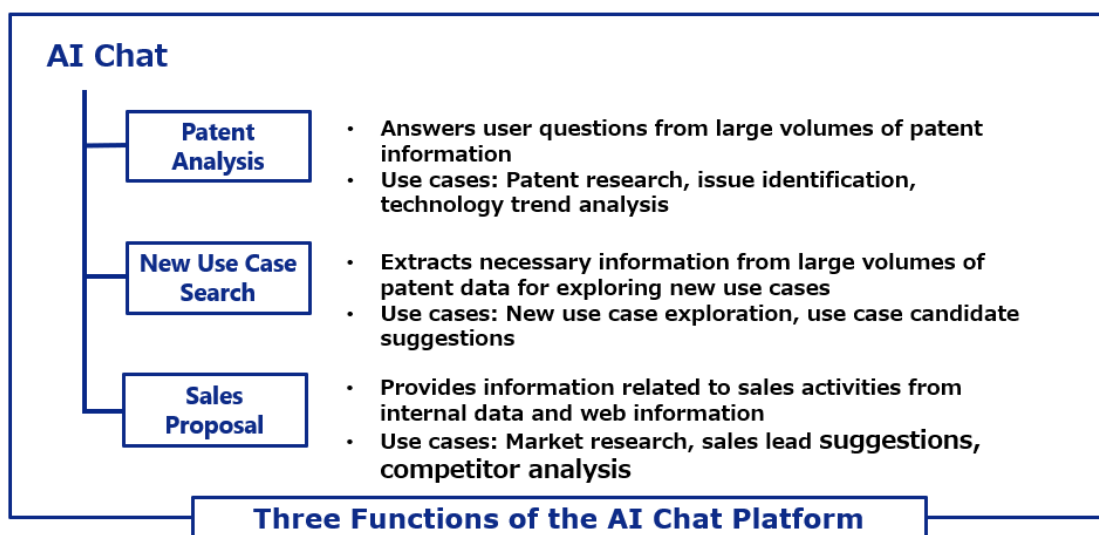 AI Chat
Patent
Analysis
・ Answers user questions from large volumes of patent
information
・ Use cases: Patent research, issue identification,
technology trend analysis
New Use Case
Search
・ Extracts necessary information from large volumes of
patent data for exploring new use cases
・ Use cases: New use case exploration, use case candidate
suggestions
Sales
Proposal
・ Provides information related to sales activities from
internal data and web information
・ Use cases: Market research, sales lead suggestions,
competitor analysis
Three Functions of the AI Chat Platform